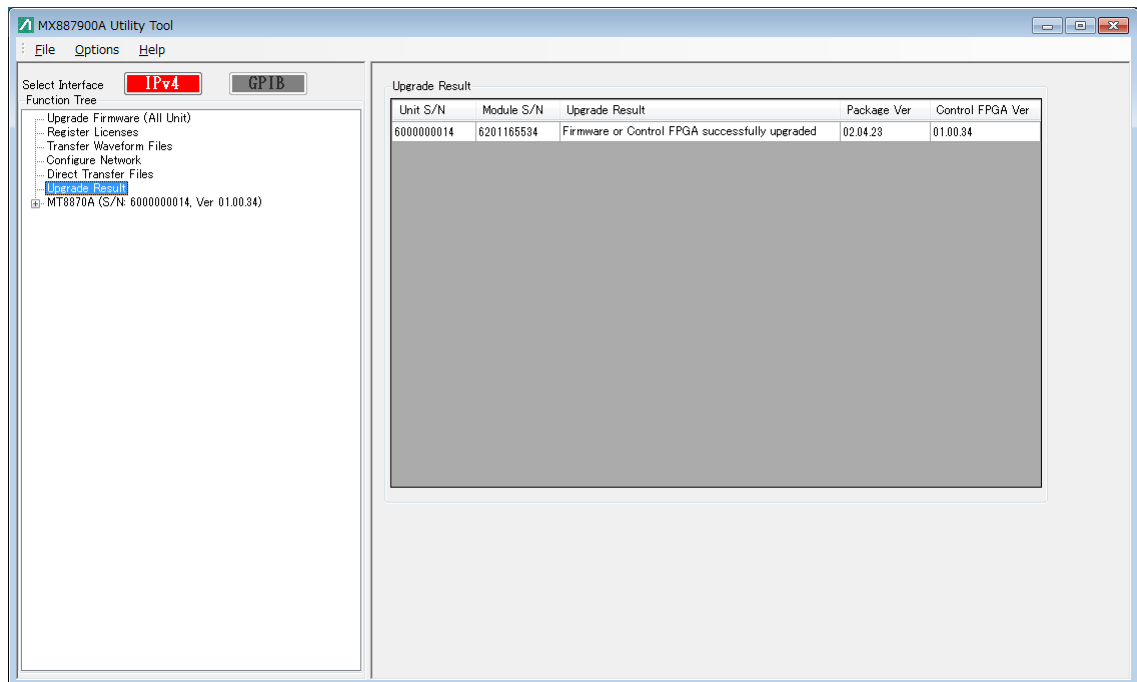 MX887900A Utility Tool
File Options Help
Select Interface IPv4 GPIB
Function Tree
Upgrade Firmware (All Unit)
Register Licenses
Transfer Waveform Files
Configure Network
Direct Transfer Files
Upgrade Result
MT8870A (S/N: 6000000014, Ver 01.00.34)
Upgrade Result
Unit S/N Module S/N Upgrade Result Package Ver Control FPGA Ver
6000000014 6201165534 Firmware or Control FPGA successfully upgraded 02.04.23 01.00.34